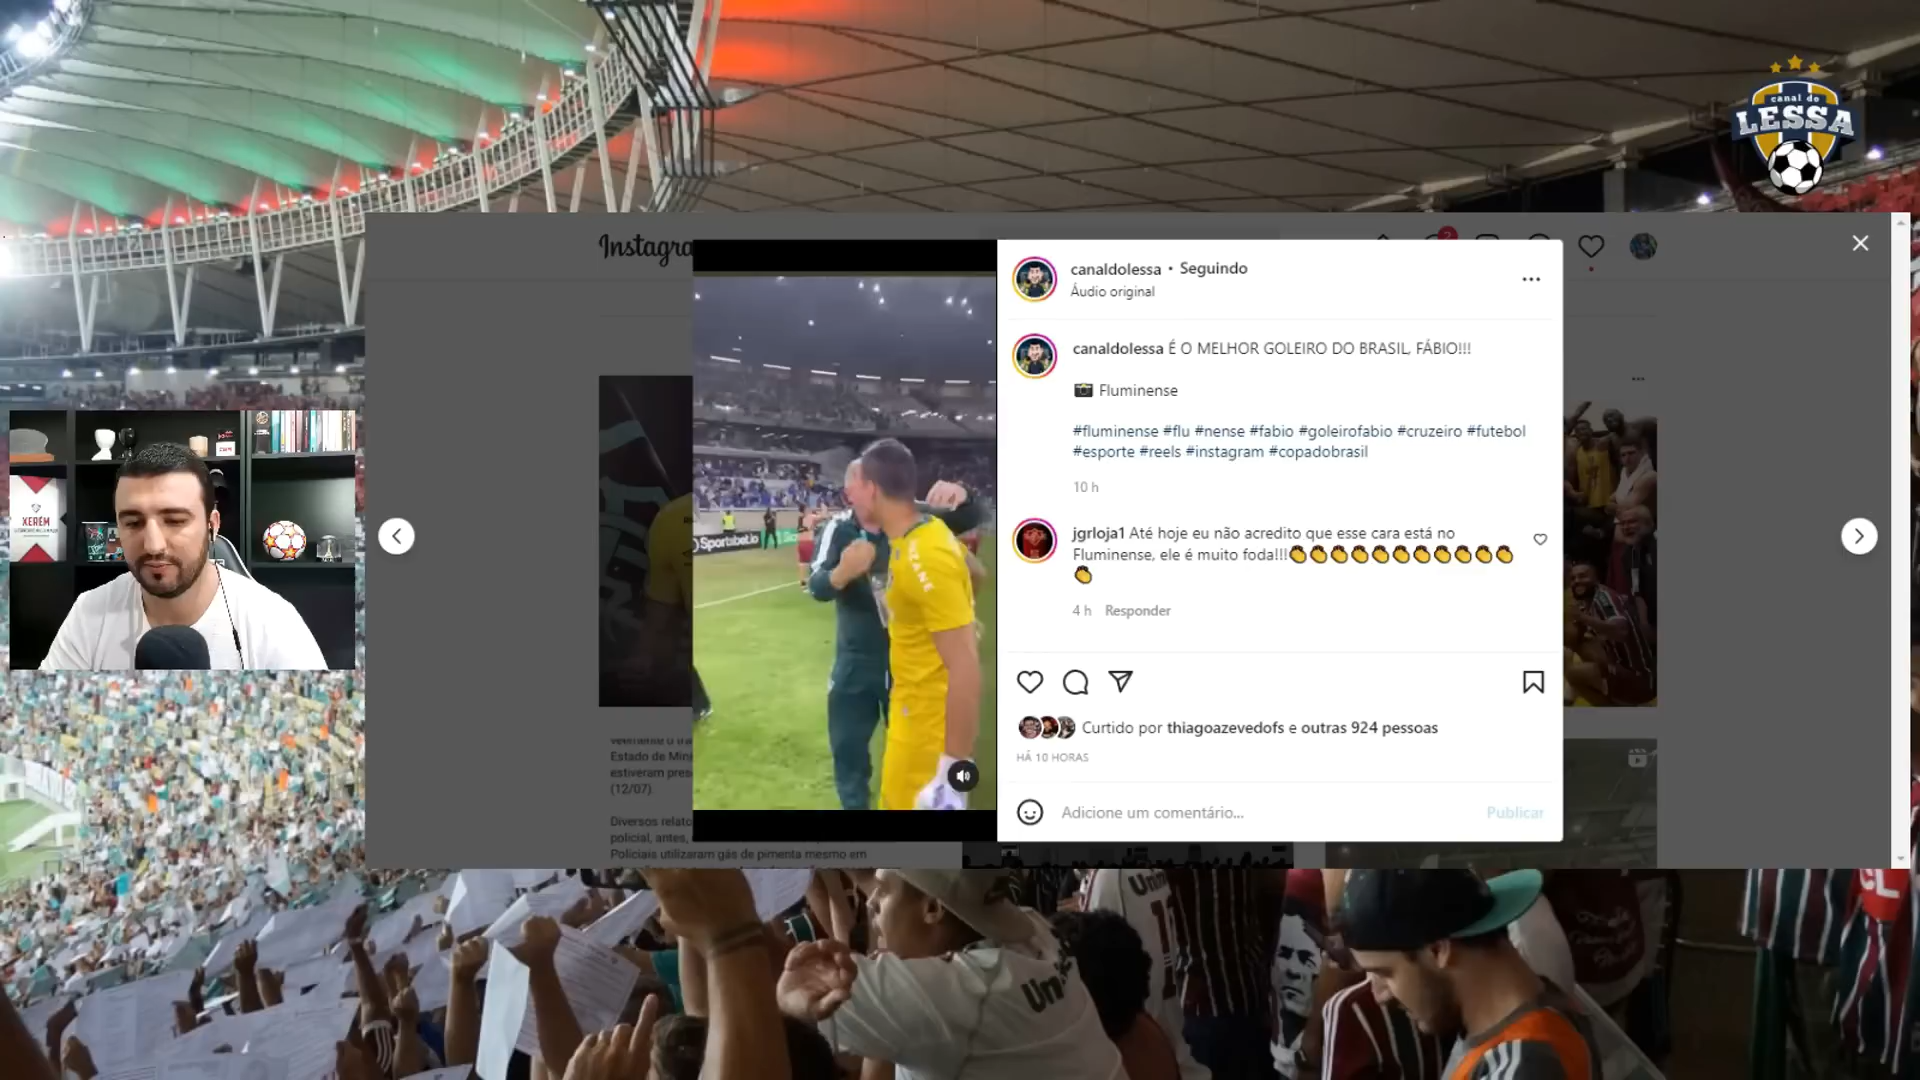 canal do
LESSA
Instagra
2
canaldolessa • Seguindo
Áudio original
canaldolessa É O MELHOR GOLEIRO DO BRASIL, FÁBIO!!!
📷 Fluminense
#fluminense #flu #nense #fabio #goleirofabio #cruzeiro #futebol
#esporte #reels #instagram #copadobrasil
10 h
jgrloja1 Até hoje eu não acredito que esse cara está no
Fluminense, ele é muito foda!!!👏👏👏👏👏👏👏👏👏👏👏
👏
4 h Responder
Curtido por thiagoazevedofs e outras 924 pessoas
HÁ 10 HORAS
Adicione um comentário...
Publicar
Sportsbet.io
ZANE
XERÉM
Estado de Min
estiveram pres
(12/07)
Diversos relato
policial, antes,
Policiais utilizaram gás de pimenta mesmo em
Un